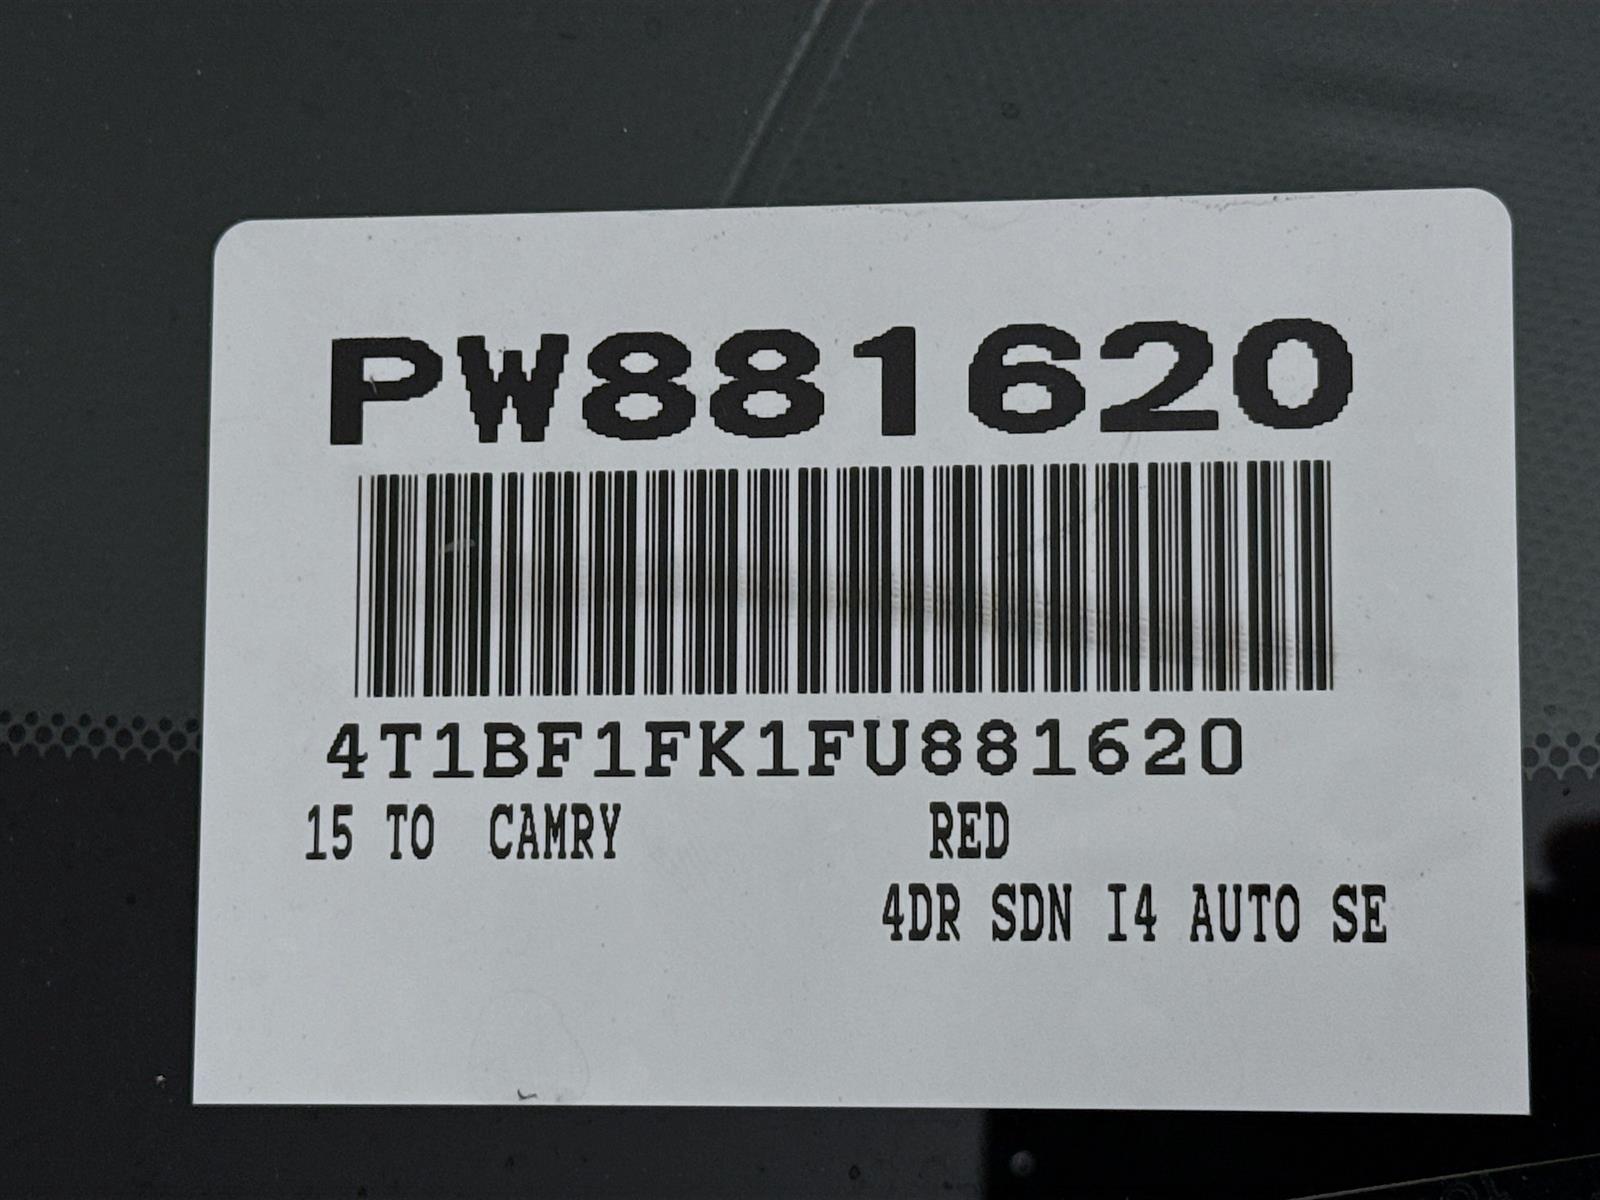 PW881620
4T1BF1FK1FU881620
15 TO CAMRY RED
4DR SDN I4 AUTO SE